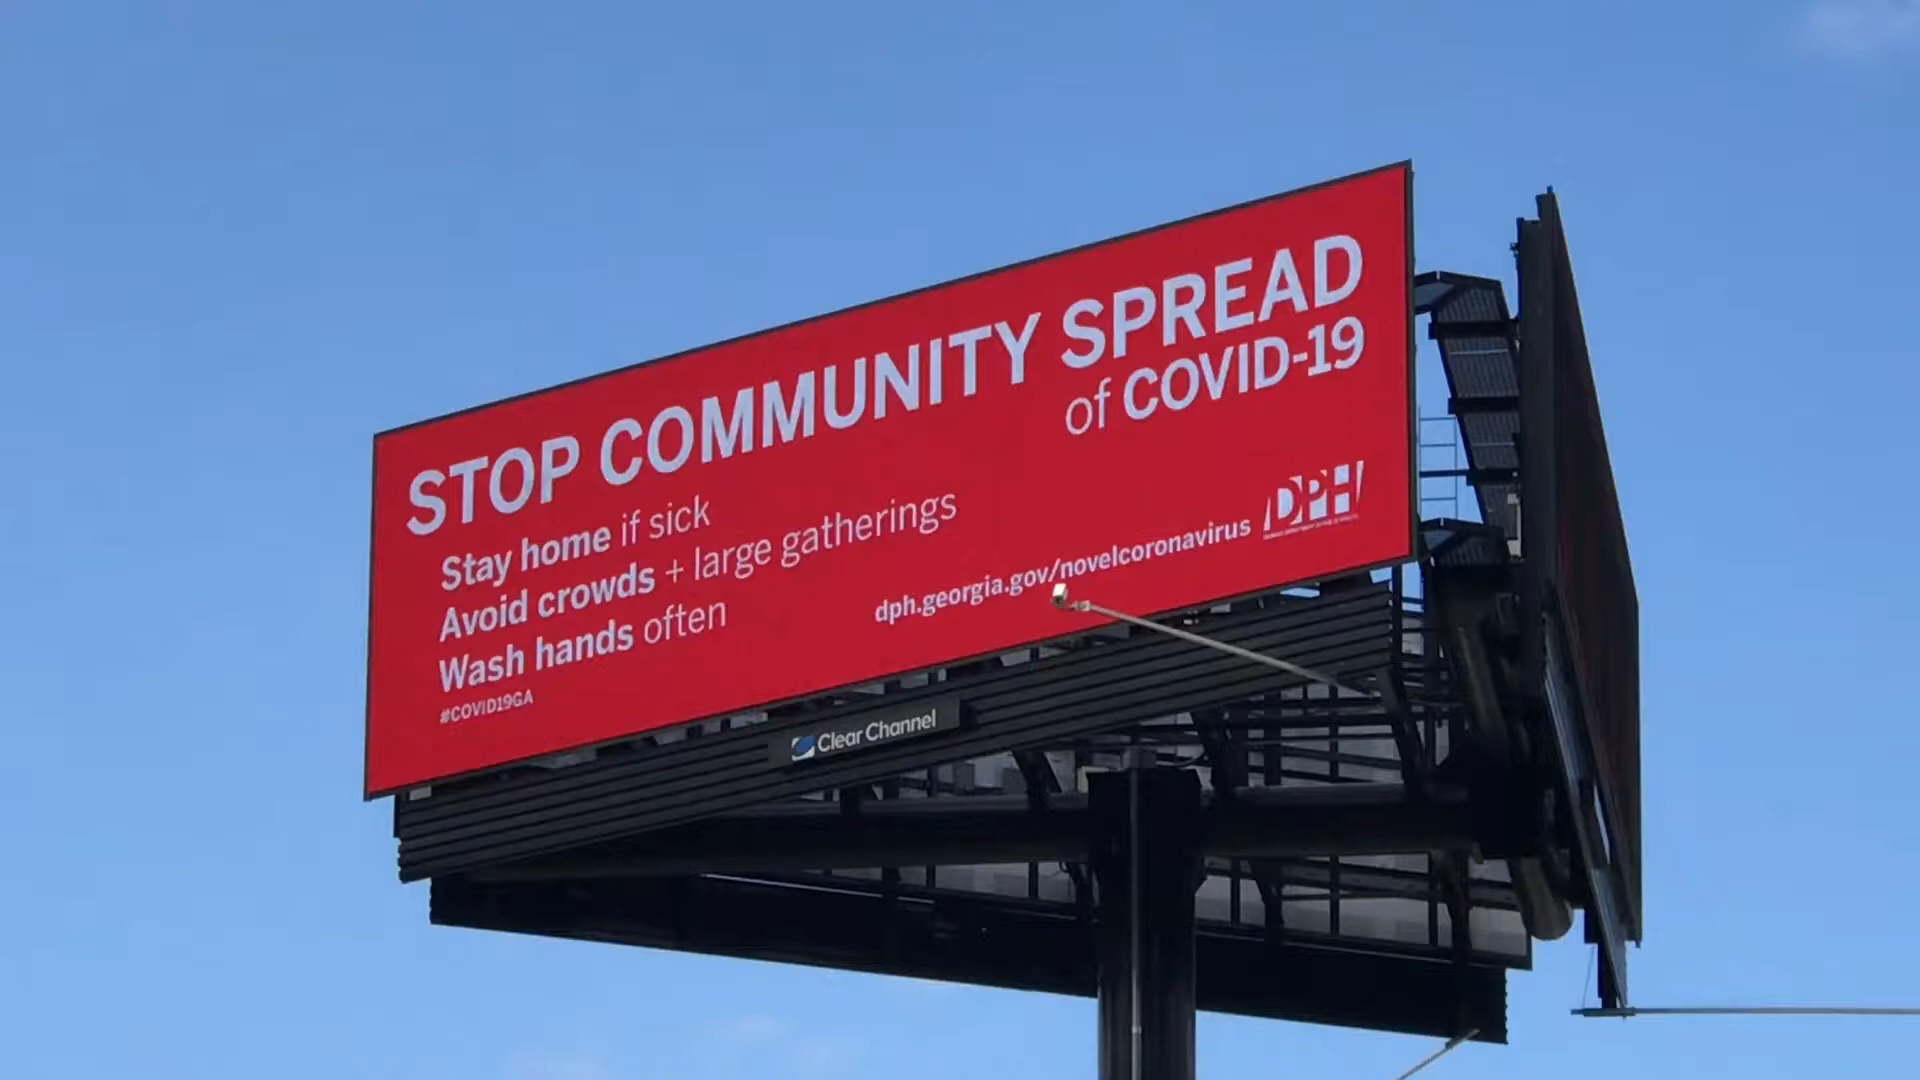 STOP COMMUNITY SPREAD
of COVID-19
Stay home if sick
Avoid crowds + large gatherings
Wash hands often
#COVID19GA
dph.georgia.gov/novelcoronavirus
DPH
Clear Channel